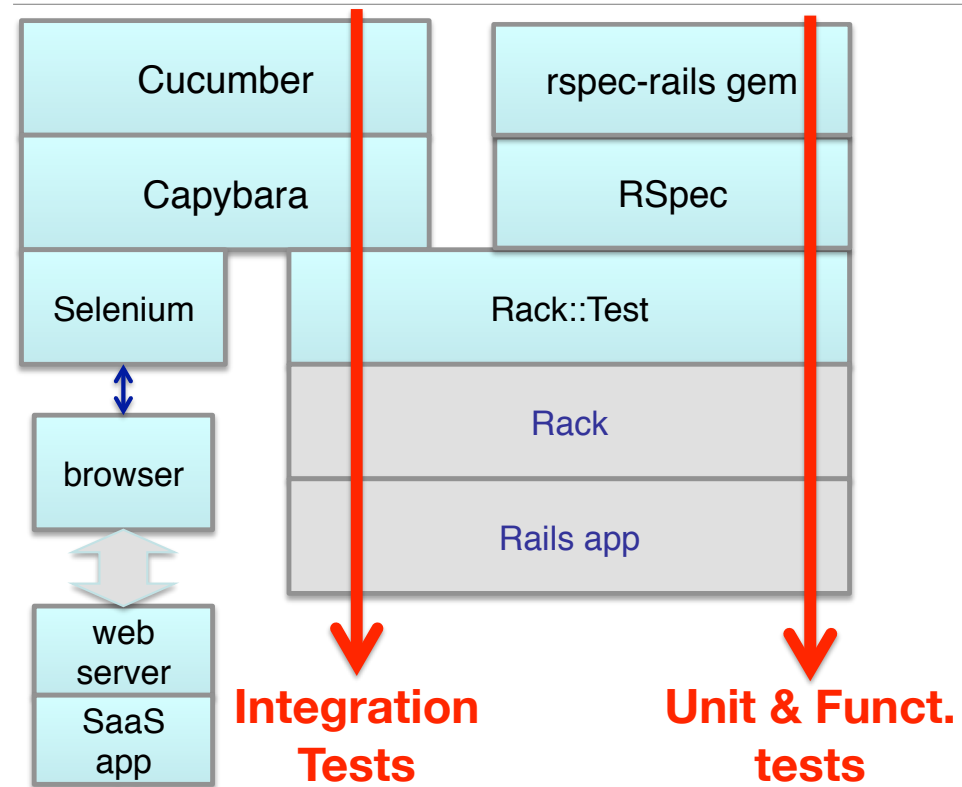 Cucumber
rspec-rails gem
Capybara
RSpec
Selenium
Rack::Test
Rack
browser
Rails app
web
server
SaaS
app
Integration
Tests
Unit & Funct.
tests